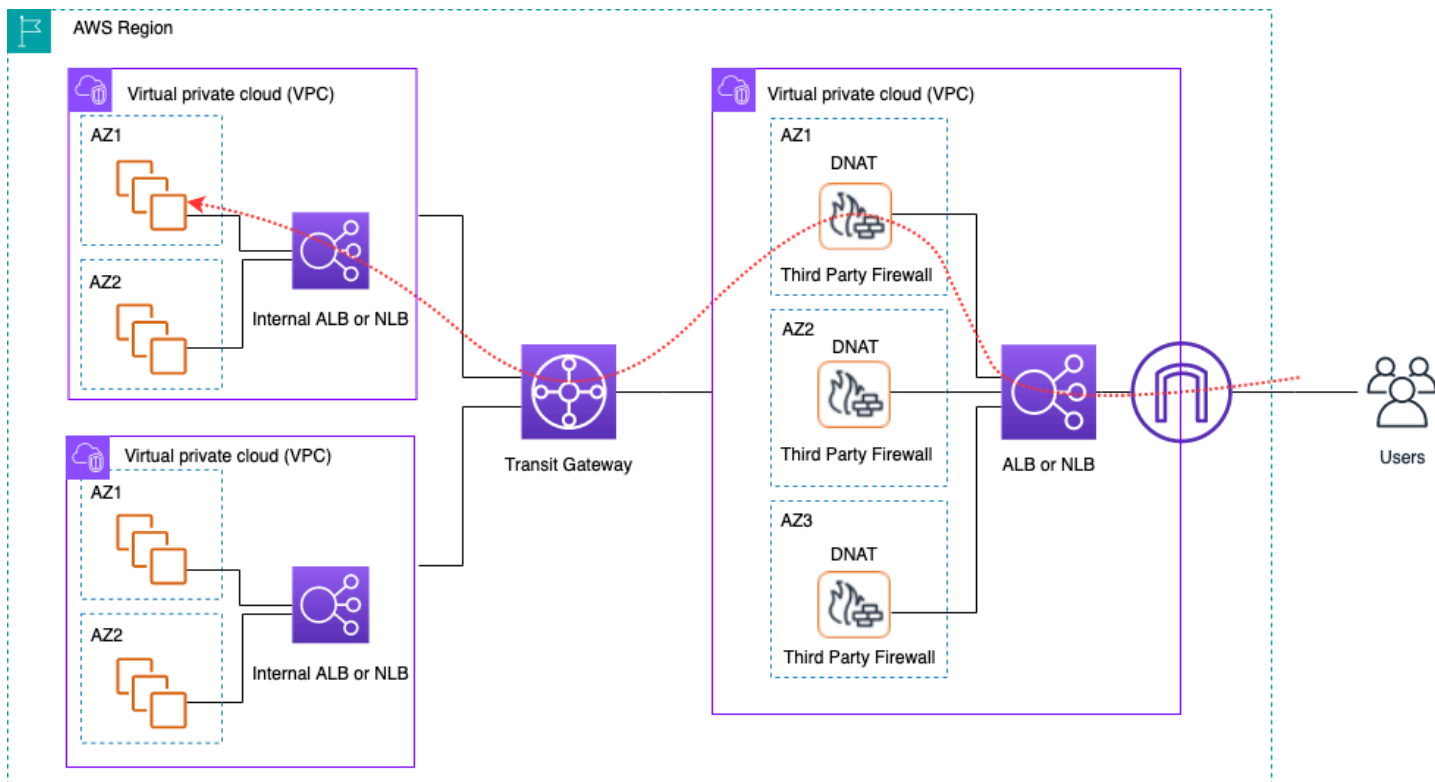 AWS Region
Virtual private cloud (VPC)
AZ1
AZ2
Internal ALB or NLB
Virtual private cloud (VPC)
AZ1
AZ2
Internal ALB or NLB
Transit Gateway
Virtual private cloud (VPC)
AZ1
DNAT
Third Party Firewall
AZ2
DNAT
Third Party Firewall
AZ3
DNAT
Third Party Firewall
ALB or NLB
Users